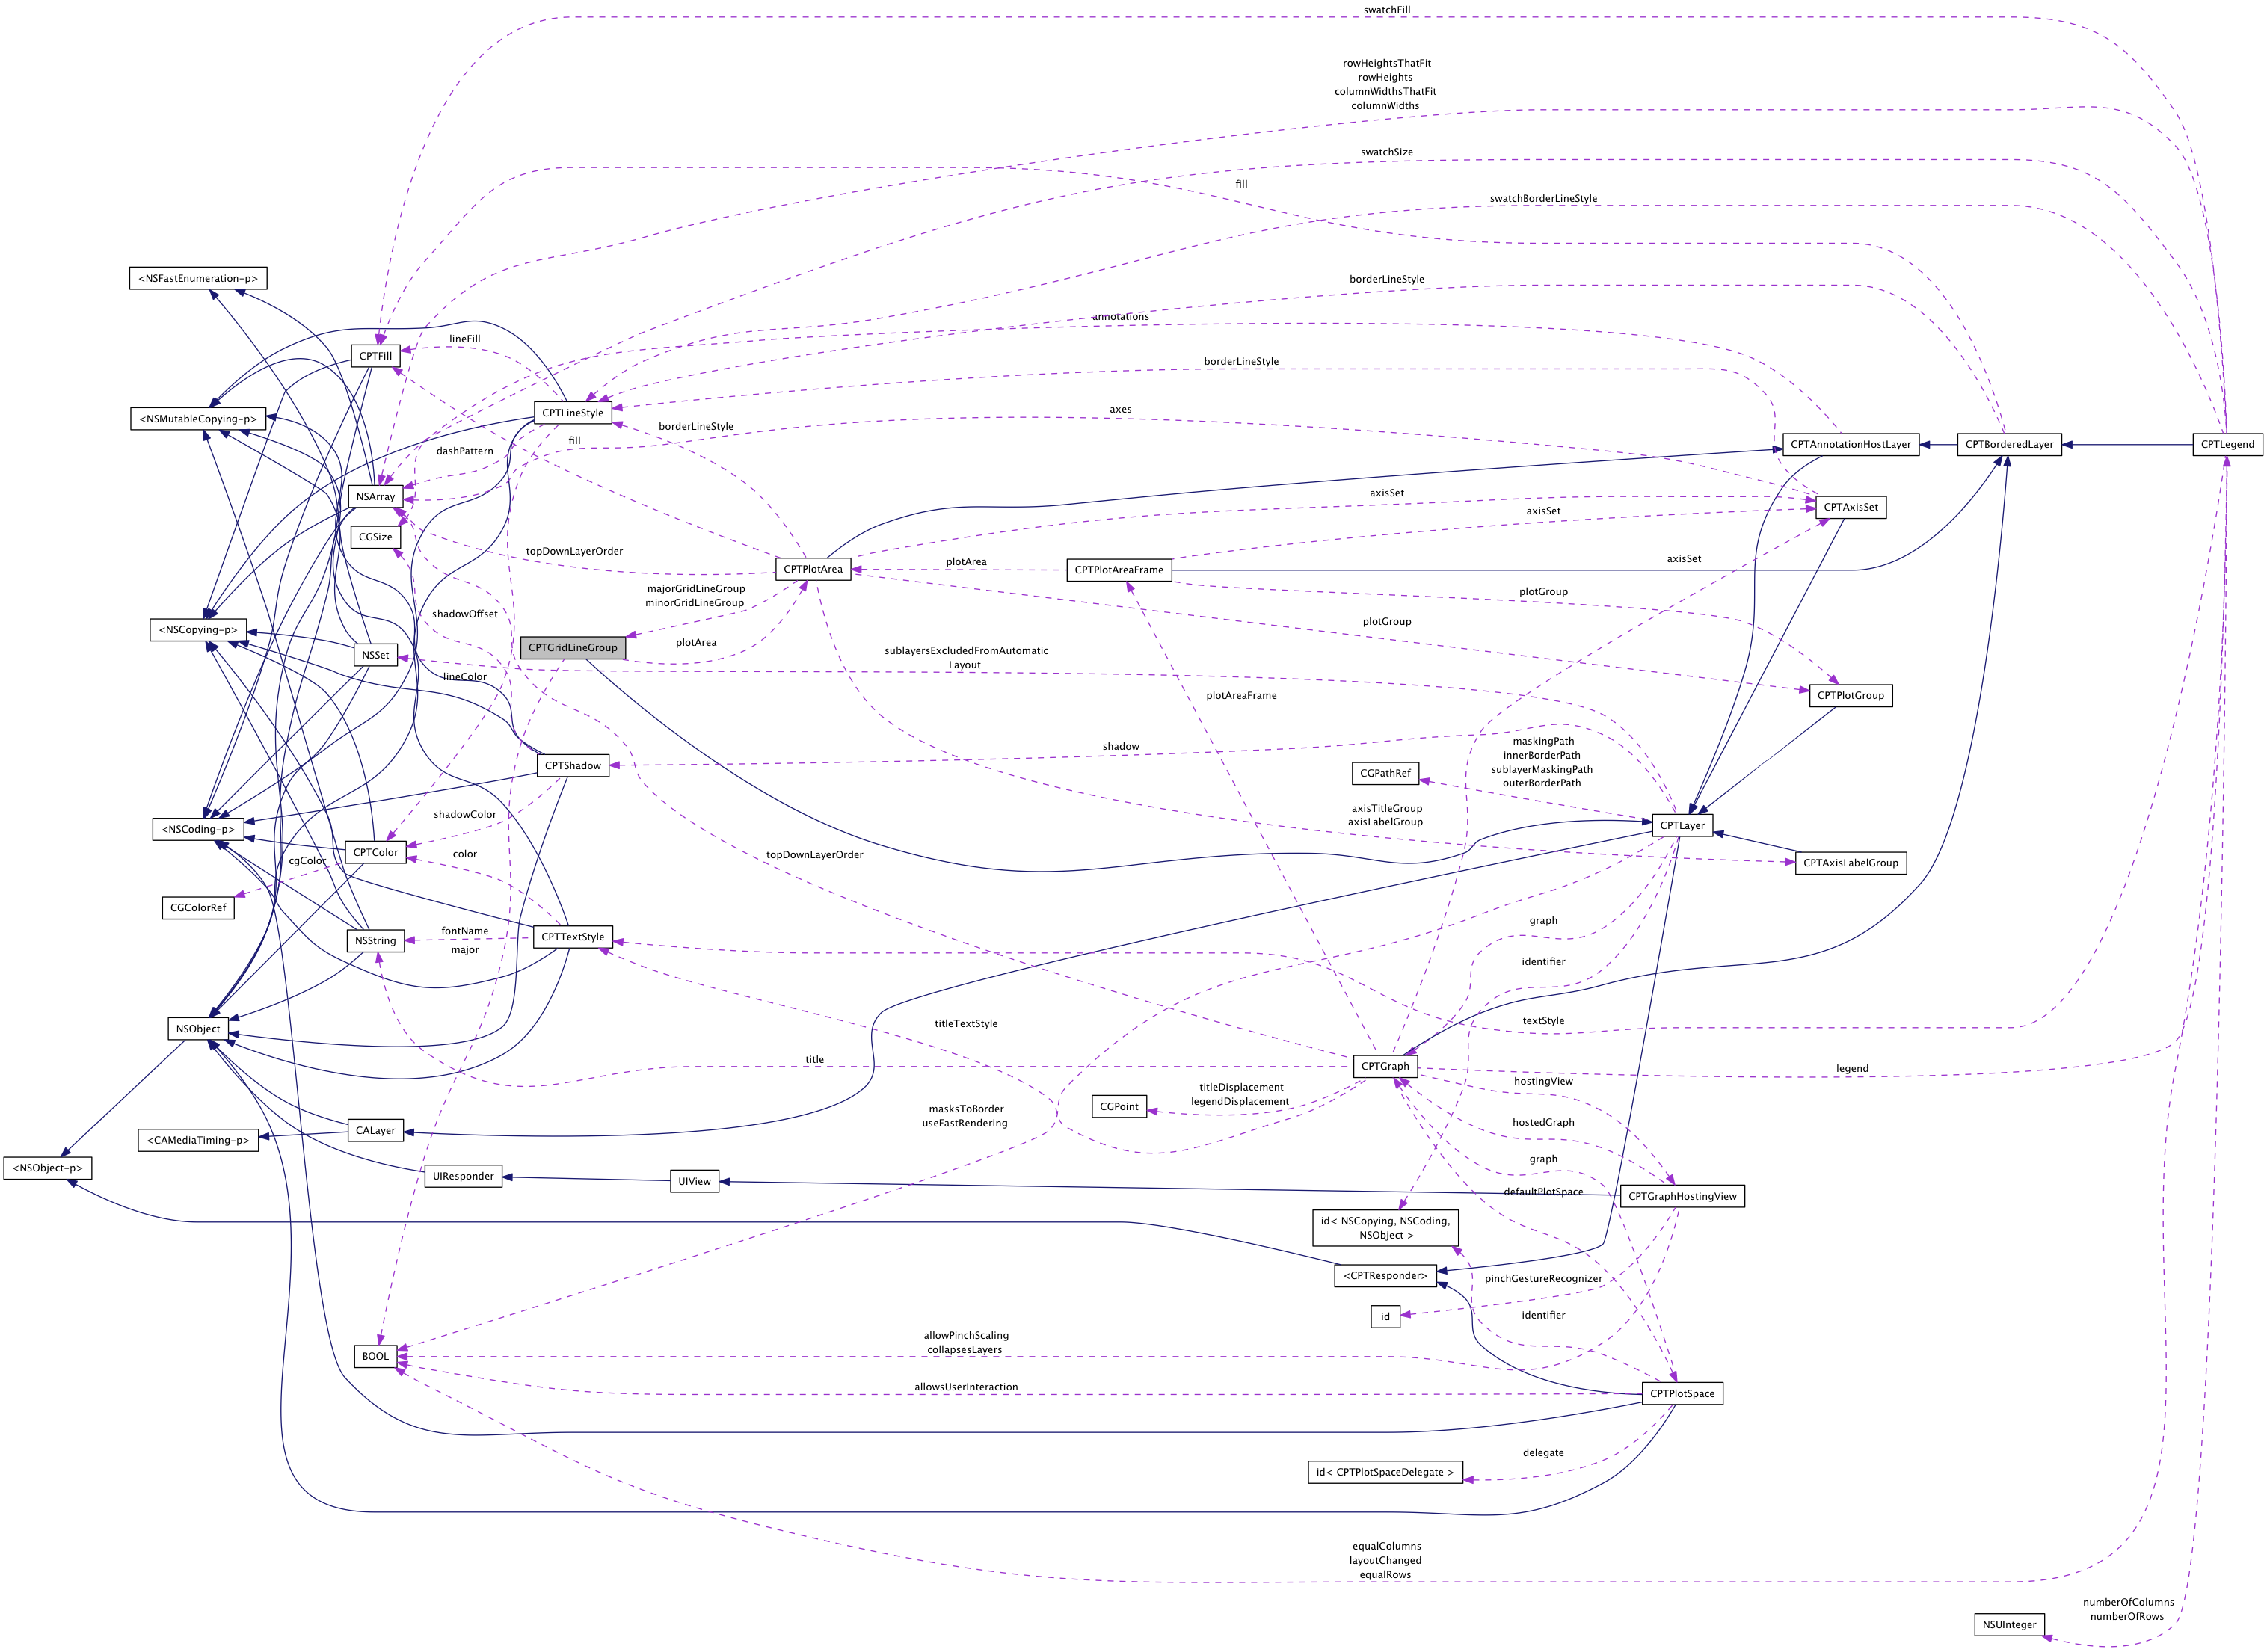 swatchFill
rowHeightsThatFit
rowHeights
columnWidthsThatFit
columnWidths
swatchSize
fill
swatchBorderLineStyle
<NSFastEnumeration-p>
borderLineStyle
annotations
lineFill
CPTFill
borderLineStyle
<NSMutableCopying-p>
CPTLineStyle
axes
borderLineStyle
fill
dashPattern
CPTAnnotationHostLayer
CPTBorderedLayer
CPTLegend
NSArray
axisSet
CPTAxisSet
axisSet
CGSize
topDownLayerOrder
CPTPlotArea
plotArea
CPTPlotAreaFrame
axisSet
majorGridLineGroup
minorGridLineGroup
plotGroup
shadowOffset
<NSCopying-p>
plotGroup
CPTGridLineGroup
plotArea
NSSet
sublayersExcludedFromAutomatic
Layout
lineColor
plotAreaFrame
CPTPlotGroup
shadow
maskingPath
innerBorderPath
sublayerMaskingPath
outerBorderPath
CPTShadow
CGPathRef
axisTitleGroup
axisLabelGroup
shadowColor
<NSCoding-p>
CPTLayer
CPTColor
color
topDownLayerOrder
cgColor
CPTAxisLabelGroup
CGColorRef
graph
fontName
NSString
CPTTextStyle
major
identifier
NSObject
titleTextStyle
textStyle
title
CPTGraph
legend
hostingView
titleDisplacement
legendDisplacement
CGPoint
masksToBorder
useFastRendering
hostedGraph
CALayer
<CAMediaTiming-p>
<NSObject-p>
graph
UIResponder
UIView
defaultPlotSpace
CPTGraphHostingView
id< NSCopying, NSCoding,
NSObject >
<CPTResponder>
pinchGestureRecognizer
id
identifier
allowPinchScaling
collapsesLayers
BOOL
allowsUserInteraction
CPTPlotSpace
delegate
id< CPTPlotSpaceDelegate >
equalColumns
layoutChanged
equalRows
numberOfColumns
numberOfRows
NSUInteger